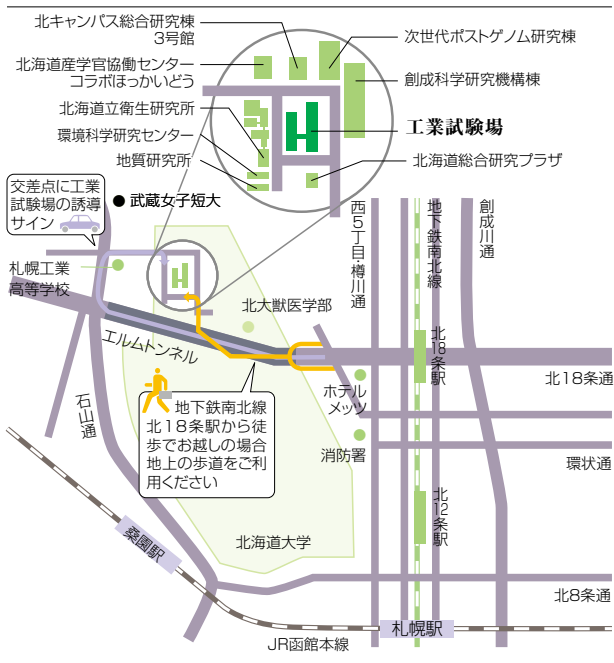 北キャンパス総合研究棟
3号館
次世代ポストゲノム研究棟
北海道産学官協働センター
コラボほっかいどう
創成科学研究機構棟
北海道立衛生研究所
工業試験場
環境科学研究センター
地質研究所
北海道総合研究プラザ
交差点に工業
試験場の誘導
サイン
● 武蔵女子短大
西5丁目・樽川通
地下鉄南北線
創成川通
札幌工業
高等学校
北大獣医学部
エルムトンネル
北18条駅
北18条通
ホテル
メッツ
地下鉄南北線
北18条駅から徒
歩でお越しの場合
地上の歩道をご利
用ください
石山通
消防署
環状通
北12条駅
桑園駅
北海道大学
北8条通
札幌駅
JR函館本線